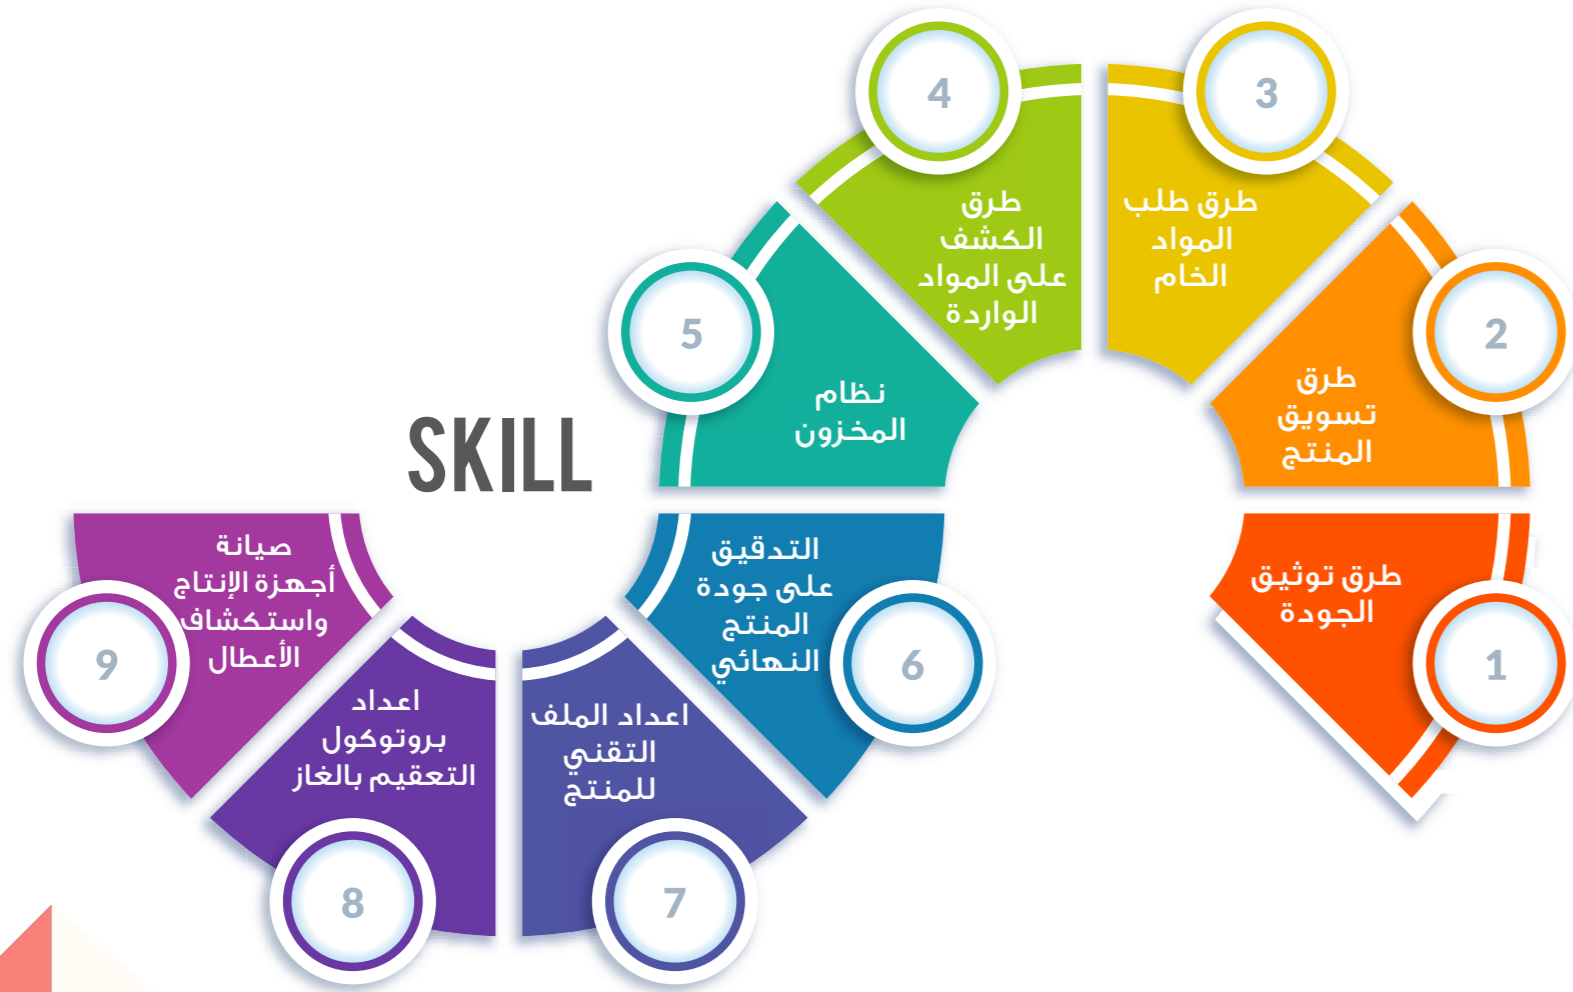 SKILL
1
طرق توثيق
الجودة
2
طرق
تسويق
المنتج
3
طرق طلب
المواد
الخام
4
طرق
الكشف
على المواد
الواردة
5
نظام
المخزون
6
التدقيق
على جودة
المنتج
النهائي
7
اعداد الملف
التقني
للمنتج
8
اعداد
بروتوكول
التعقيم بالغاز
9
صيانة
أجهزة الإنتاج
واستكشاف
الأعطال